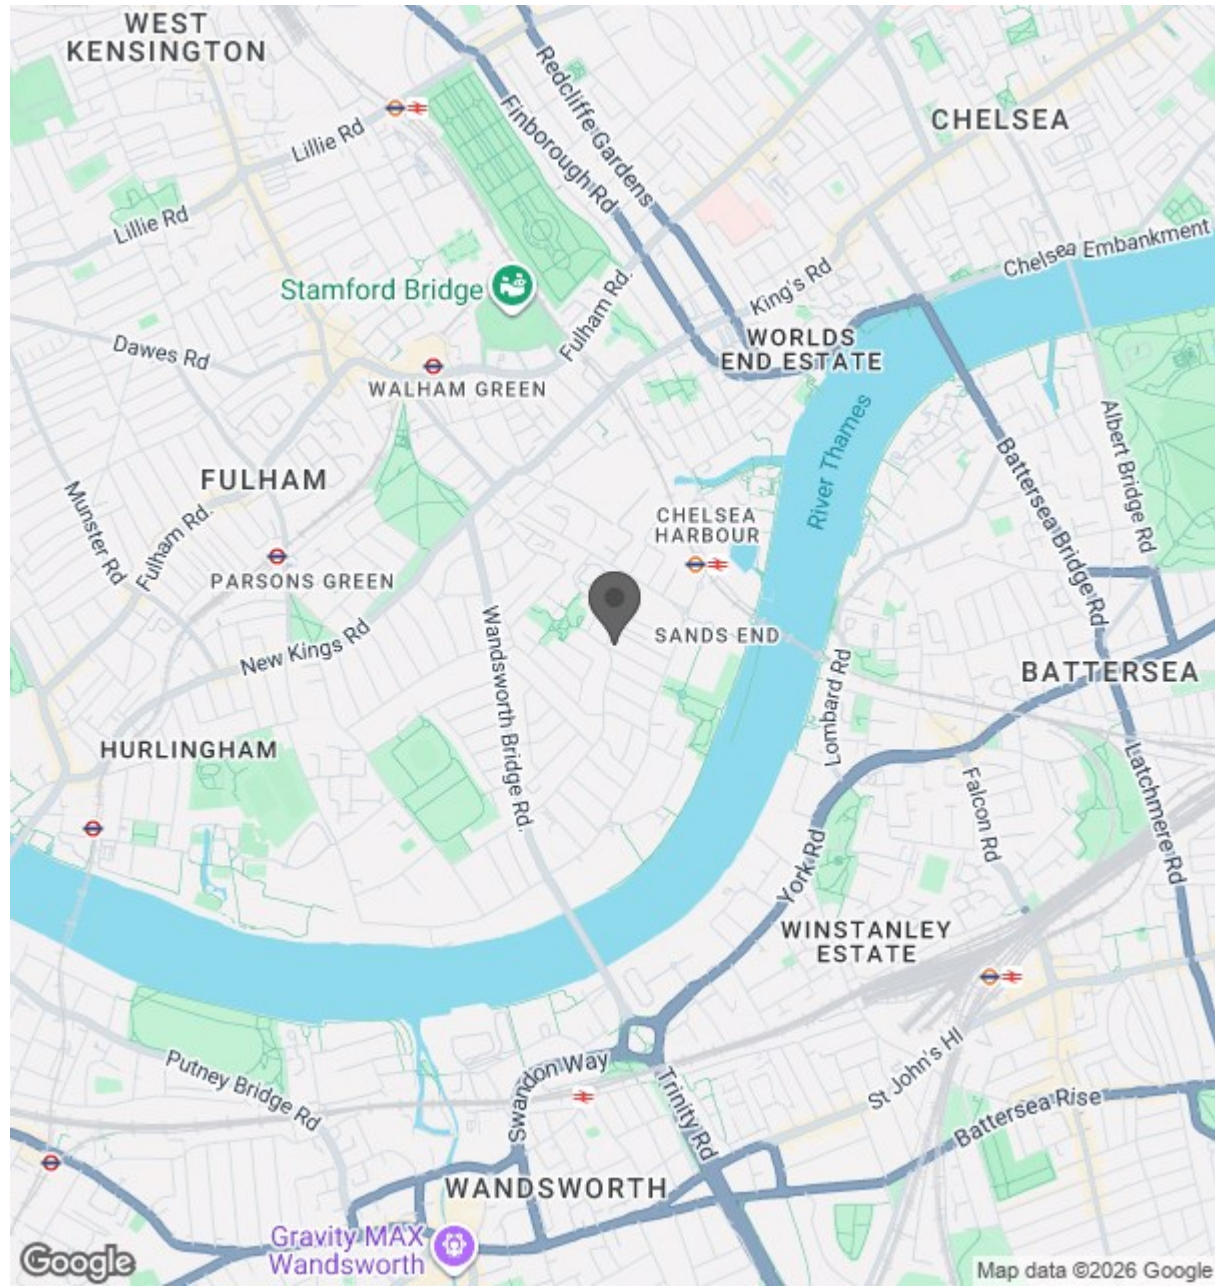 WEST
KENSINGTON
Redcliffe Gardens
Finborough Rd
CHELSEA
Lillie Rd
Lillie Rd
Chelsea Embankment
Stamford Bridge
King's Rd
Fulham Rd.
WORLDS
END ESTATE
Dawes Rd
WALHAM GREEN
River Thames
Albert Bridge Rd
Battersea Bridge Rd
FULHAM
Munster Rd
Fulham Rd.
CHELSEA
HARBOUR
PARSONS GREEN
New Kings Rd
Wandsworth Bridge Rd.
SANDS END
Lombard Rd
BATTERSEA
HURLINGHAM
Latchmere Rd
Falcon Rd
York Rd
WINSTANLEY
ESTATE
Putney Bridge Rd
Swandon Way
Trinity Rd
St John's Hl
Battersea Rise
WANDSWORTH
Gravity MAX
Wandsworth
Google
Map data ©2026 Google